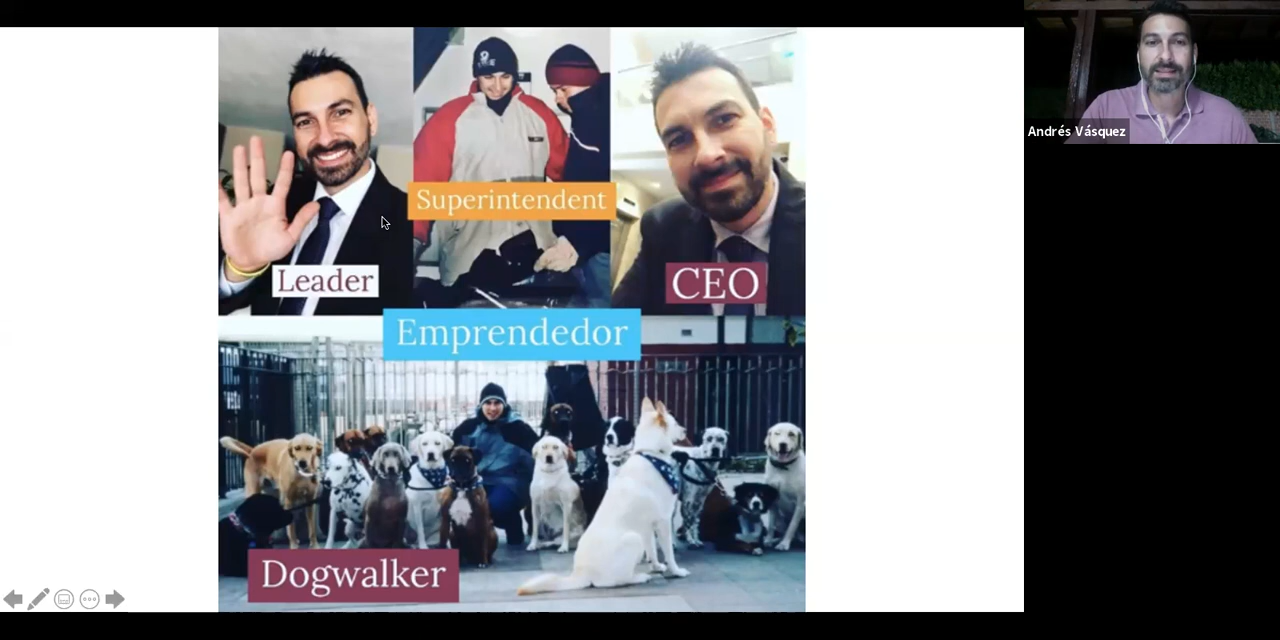 Andrés Vásquez
Superintendent
Leader
CEO
Emprendedor
Dogwalker